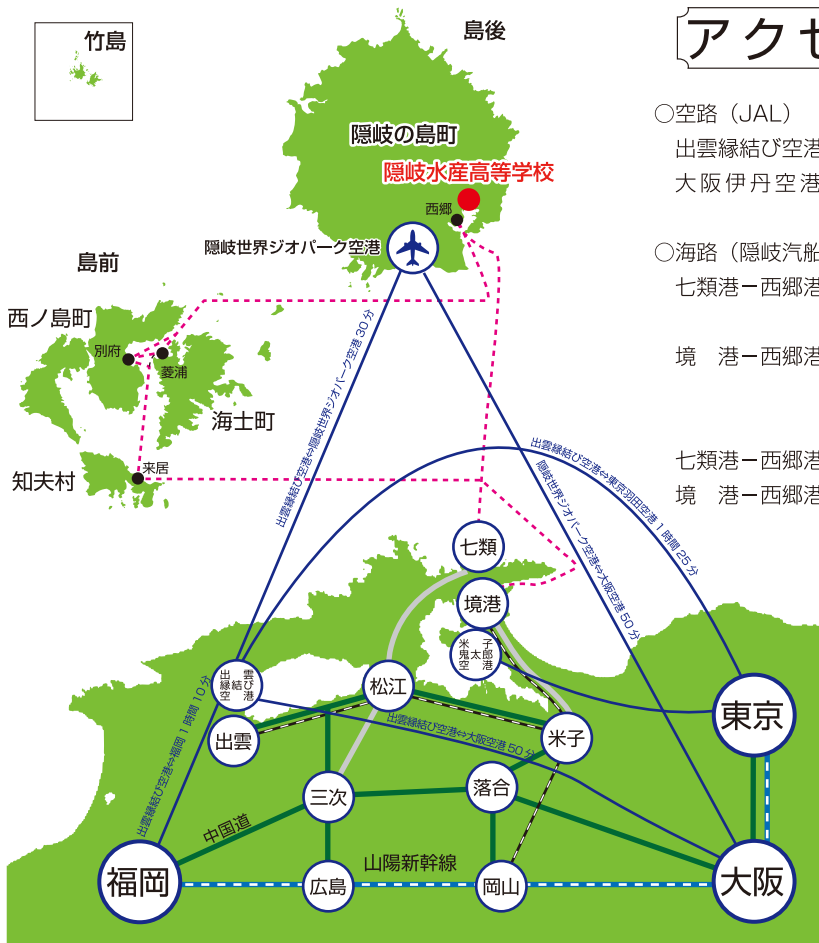 竹島
島後
アクセ
○空路（JAL）
出雲縁結び空港
大阪伊丹空港
隠岐の島町
隠岐水産高等学校
西郷
隠岐世界ジオパーク空港
○海路（隠岐汽船
七類港－西郷港
境　港－西郷港
七類港－西郷港
境　港－西郷港
島前
西ノ島町
別府
菱浦
海士町
知夫村
来居
出雲縁結び空港⇔隠岐世界ジオパーク空港30分
出雲縁結び空港⇔東京羽田空港1時間25分
隠岐世界ジオパーク空港⇔大阪空港50分
七類
境港
米子
鬼太郎
空港
出雲
縁結び
空港
松江
出雲
米子
東京
出雲縁結び空港⇔大阪空港50分
出雲縁結び空港⇔福岡1時間10分
三次
落合
中国道
山陽新幹線
福岡
広島
岡山
大阪